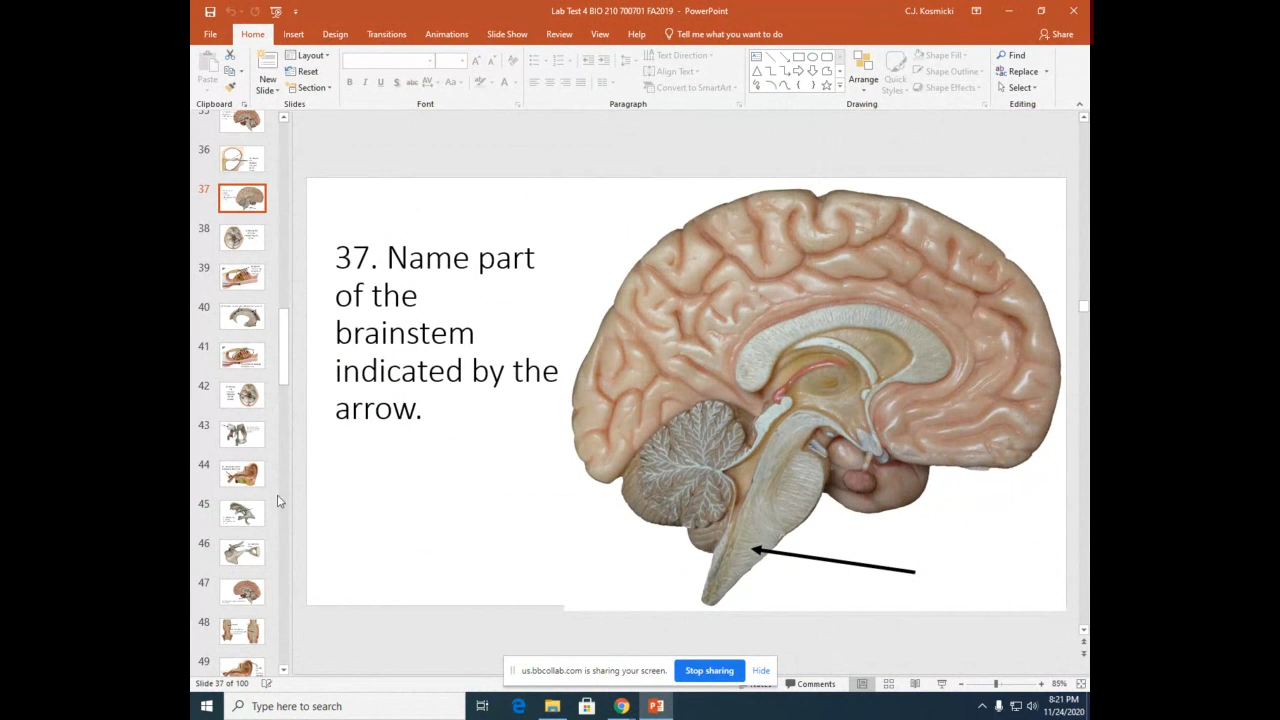 Lab Test 4 BIO 210 700701 FA2019 - PowerPoint
C.J. Kosmicki
File Home Insert Design Transitions Animations Slide Show Review View Help Tell me what you want to do
Share
Paste
New
Slide
Layout
Reset
Section
B I U S abc AV Aa A
Text Direction
Align Text
Convert to SmartArt
Arrange
Quick
Styles
Shape Fill
Shape Outline
Shape Effects
Find
Replace
Select
Clipboard Slides Font Paragraph Drawing Editing
36
37
38
39
40
41
42
43
44
45
46
47
48
49
37. Name part
of the
brainstem
indicated by the
arrow.
us.bbcollab.com is sharing your screen.
Stop sharing
Hide
Slide 37 of 100
Comments
85%
Type here to search
8:21 PM
11/24/2020